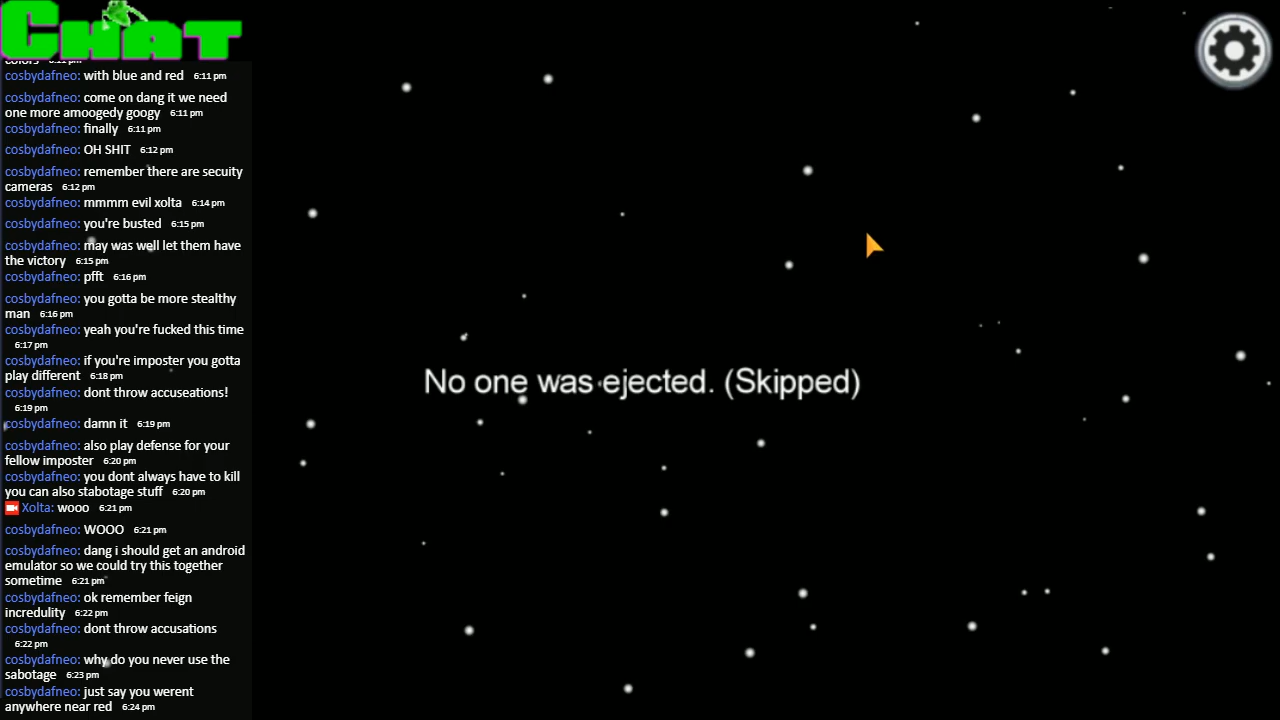 Chat
colors 6:11 pm
cosbydafneo: with blue and red 6:11 pm
cosbydafneo: come on dang it we need
one more amoogedy googy 6:11 pm
cosbydafneo: finally 6:11 pm
cosbydafneo: OH SHIT 6:12 pm
cosbydafneo: remember there are secuity
cameras 6:12 pm
cosbydafneo: mmmm evil xolta 6:14 pm
cosbydafneo: you're busted 6:15 pm
cosbydafneo: may was well let them have
the victory 6:15 pm
cosbydafneo: pfft 6:16 pm
cosbydafneo: you gotta be more stealthy
man 6:16 pm
cosbydafneo: yeah you're fucked this time
6:17 pm
cosbydafneo: if you're imposter you gotta
play different 6:18 pm
cosbydafneo: dont throw accuseations!
6:19 pm
cosbydafneo: damn it 6:19 pm
cosbydafneo: also play defense for your
fellow imposter 6:20 pm
cosbydafneo: you dont always have to kill
you can also stabotage stuff 6:20 pm
Xolta: wooo 6:21 pm
cosbydafneo: WOOO 6:21 pm
cosbydafneo: dang i should get an android
emulator so we could try this together
sometime 6:21 pm
cosbydafneo: ok remember feign
incredulity 6:22 pm
cosbydafneo: dont throw accusations
6:22 pm
cosbydafneo: why do you never use the
sabotage 6:23 pm
cosbydafneo: just say you werent
anywhere near red 6:24 pm
No one was ejected. (Skipped)